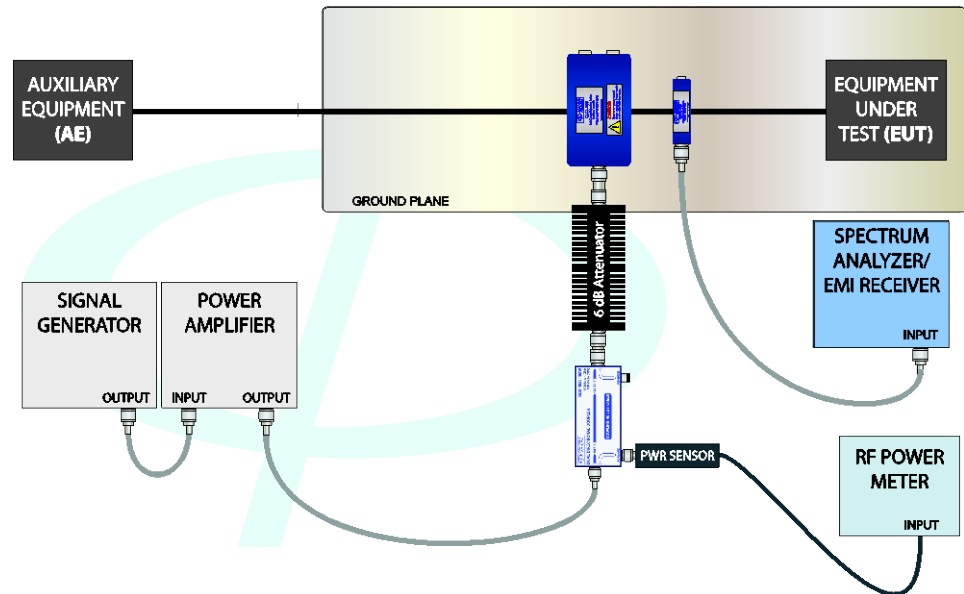 AUXILIARY
EQUIPMENT
(AE)
EQUIPMENT
UNDER
TEST (EUT)
GROUND PLANE
6 dB Attenuator
SPECTRUM
ANALYZER/
EMI RECEIVER
INPUT
SIGNAL
GENERATOR
OUTPUT
POWER
AMPLIFIER
INPUT
OUTPUT
PWR SENSOR
RF POWER
METER
INPUT